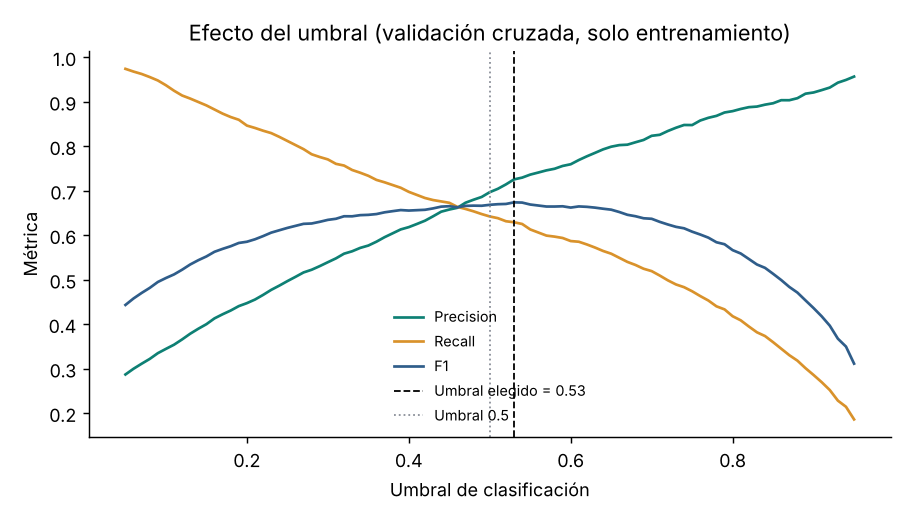 Efecto del umbral (validación cruzada, solo entrenamiento)
Métrica
1.0
0.9
0.8
0.7
0.6
0.5
0.4
0.3
0.2
Precision
Recall
F1
Umbral elegido = 0.53
Umbral 0.5
0.2 0.4 0.6 0.8
Umbral de clasificación